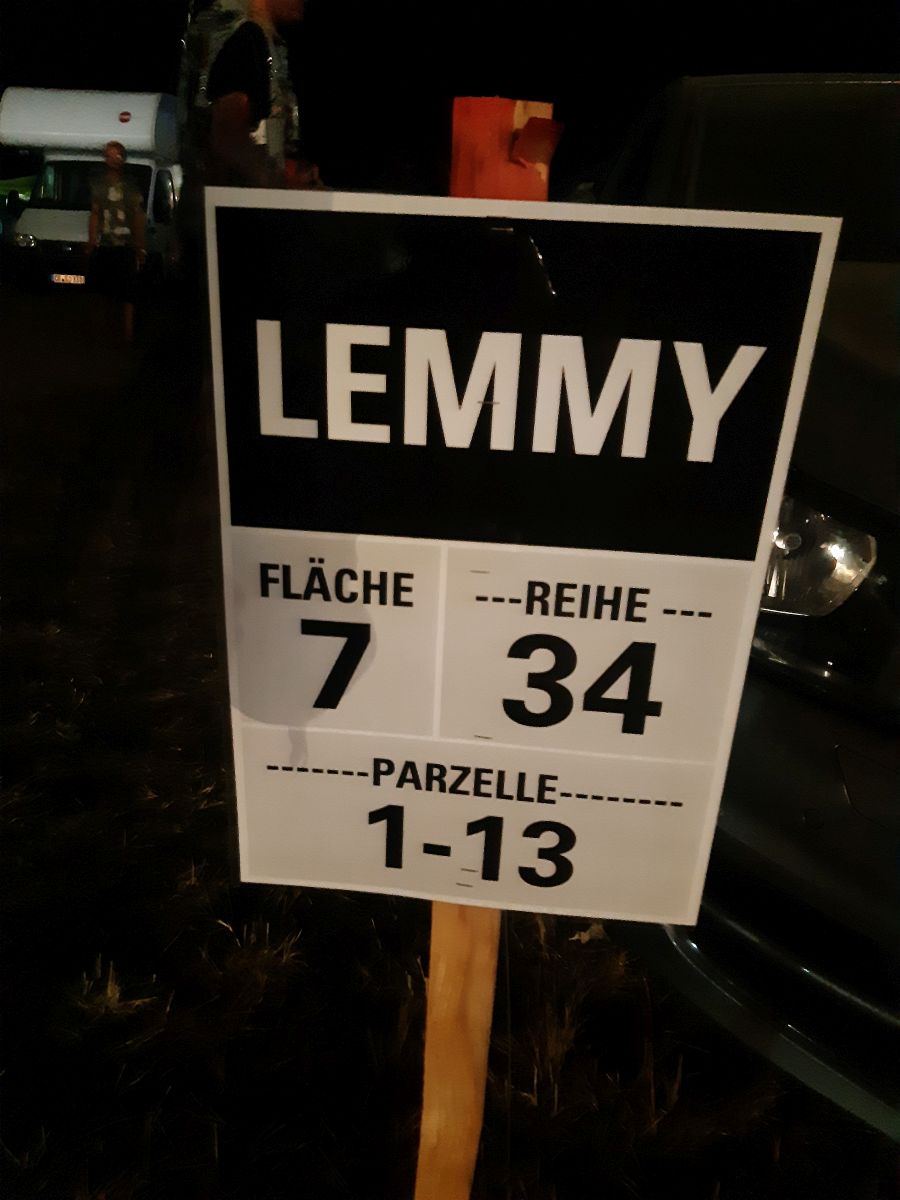 LEMMY
FLÄCHE
7
---REIHE ---
34
-------PARZELLE--------
1-13